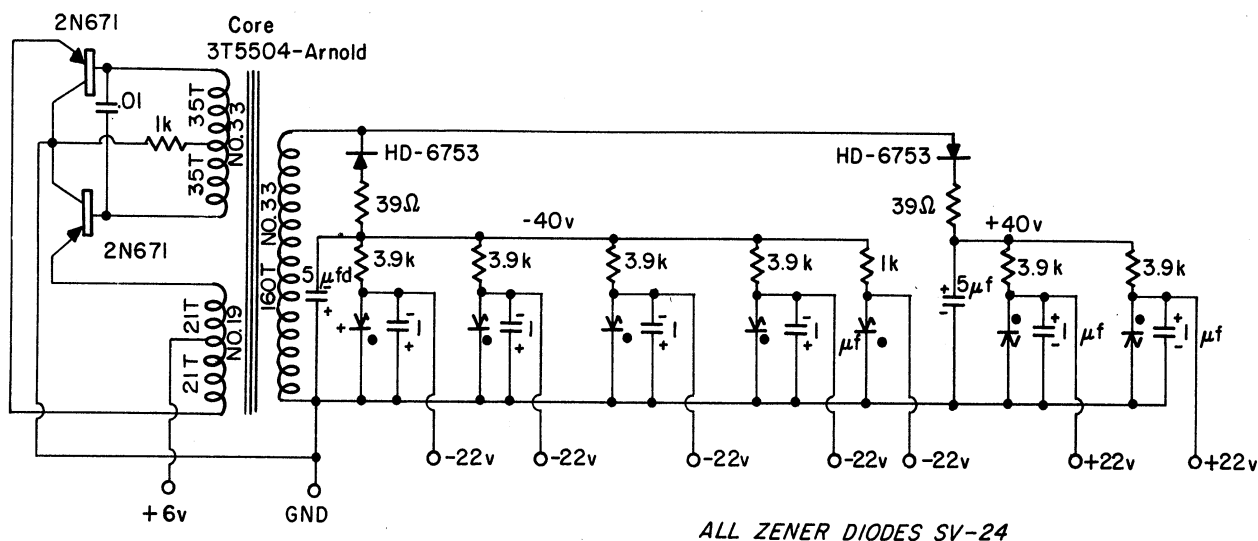 2N671
Core
3T5504-Arnold
.01
1k
35T
35T
NO.33
2N671
21T
21T
NO.19
160T NO.33
HD-6753
39Ω
-40v
5 µfd
-
+
3.9k
+
-
1
+
3.9k
-
1
+
3.9k
-
1
+
3.9k
-
1
+
µf
1k
HD-6753
39Ω
+40v
+
5µf
-
3.9k
+
1
-
µf
3.9k
+
1
-
µf
-22v
-22v
-22v
-22v
-22v
+22v
+22v
+6v
GND
ALL ZENER DIODES SV-24